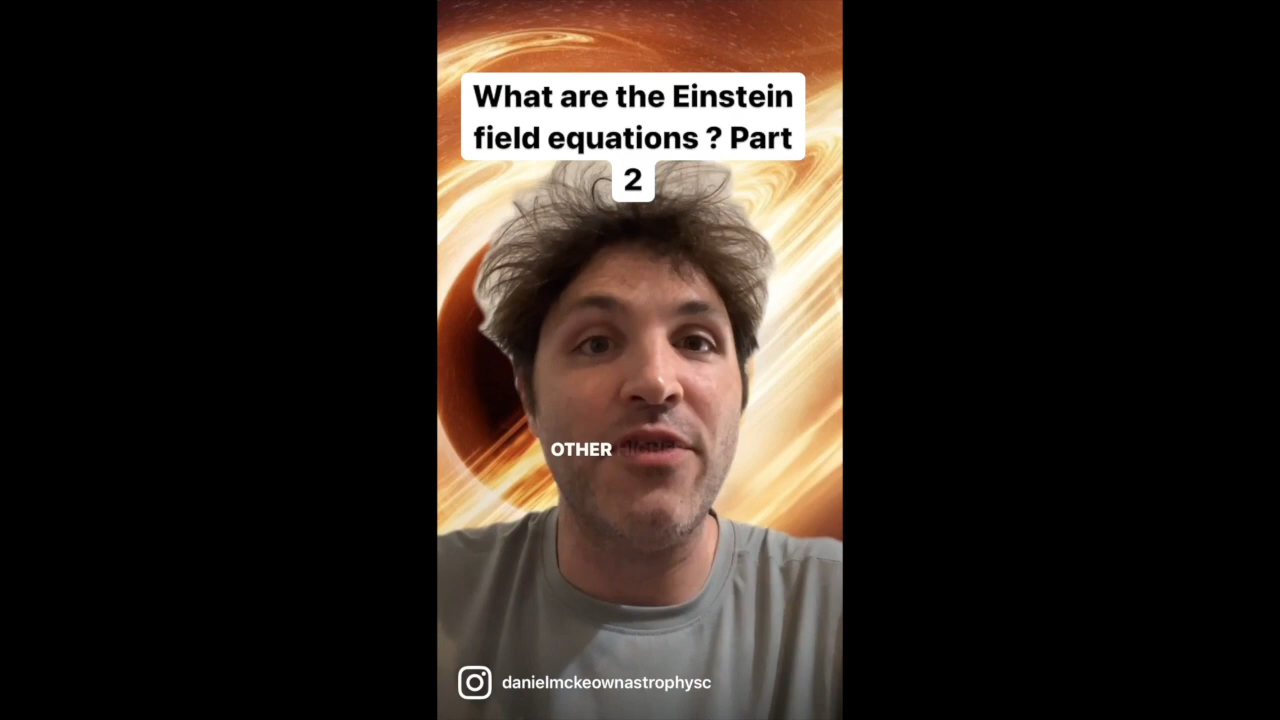 What are the Einstein
field equations ? Part
2
OTHER
danielmckeownastrophysc